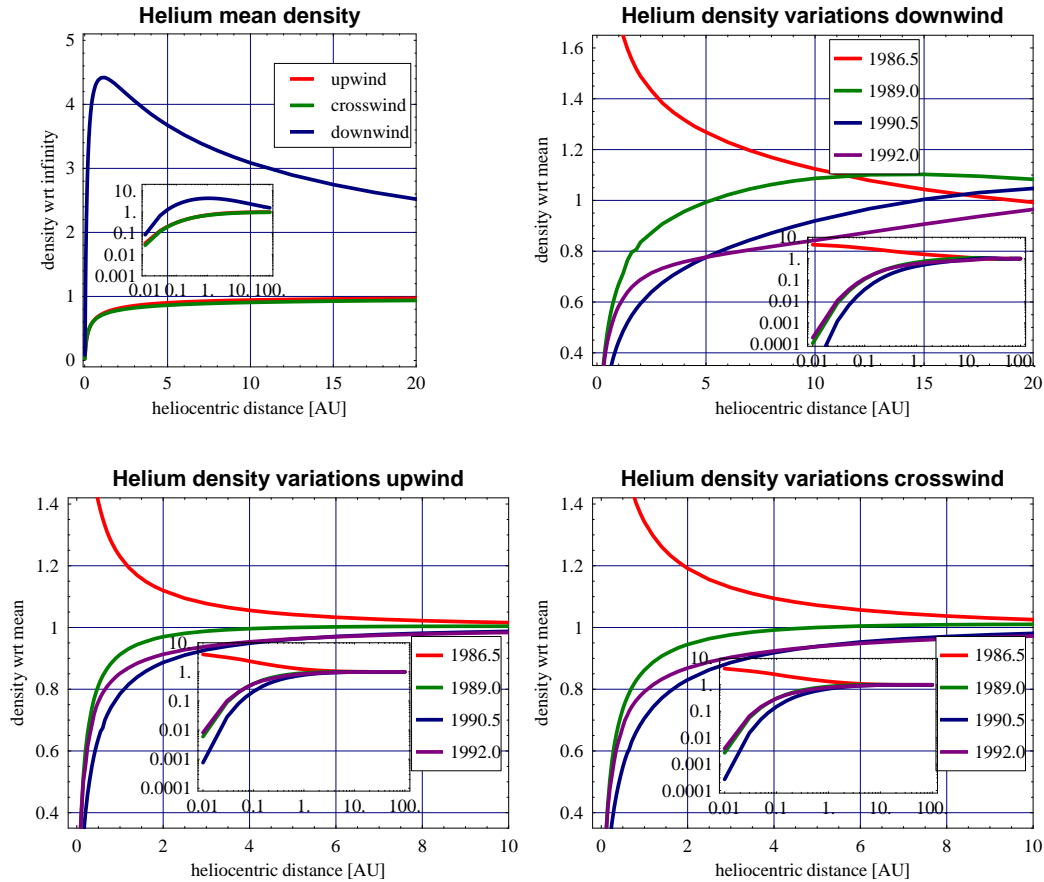 Helium mean density
density wrt infinity
5
4
3
2
1
0
upwind
crosswind
downwind
10.
1.
0.1
0.01
0.001
0.01 0.1 1. 10. 100.
0 5 10 15 20
heliocentric distance [AU]
Helium density variations downwind
density wrt mean
1.6
1.4
1.2
1
0.8
0.6
0.4
1986.5
1989.0
1990.5
1992.0
10
1.
0.1
0.01
0.001
0.0001
0.01 0.1 1. 10. 100.
0 5 10 15 20
heliocentric distance [AU]
Helium density variations upwind
density wrt mean
1.4
1.2
1
0.8
0.6
0.4
10
1.
0.1
0.01
0.001
0.0001
0.01 0.1 1. 10. 100.
1986.5
1989.0
1990.5
1992.0
0 2 4 6 8 10
heliocentric distance [AU]
Helium density variations crosswind
density wrt mean
1.4
1.2
1
0.8
0.6
0.4
10
1.
0.1
0.01
0.001
0.0001
0.01 0.1 1. 10. 100.
1986.5
1989.0
1990.5
1992.0
0 2 4 6 8 10
heliocentric distance [AU]